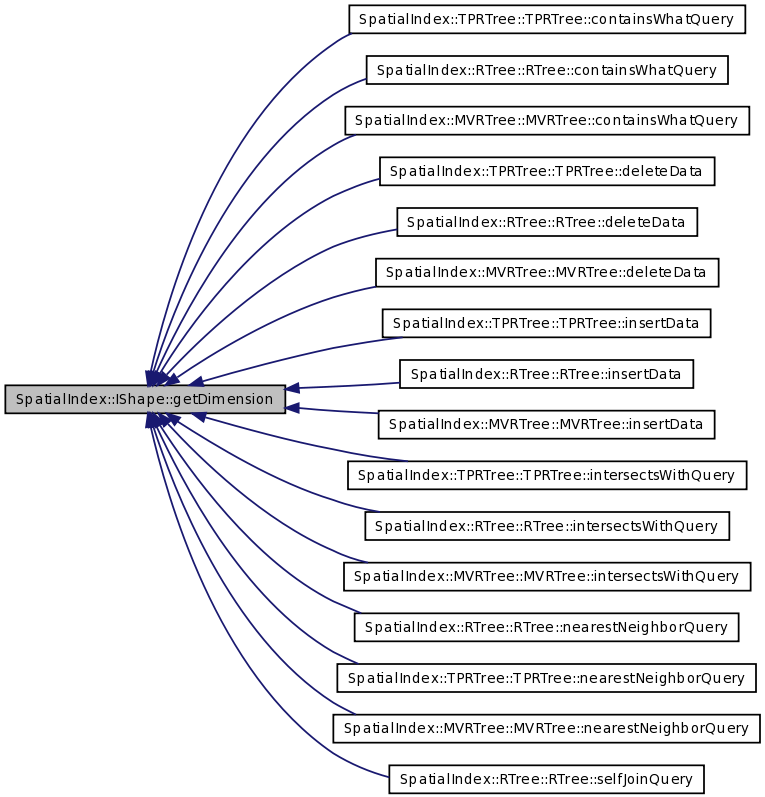 SpatialIndex::TPRTree::TPRTree::containsWhatQuery
SpatialIndex::RTree::RTree::containsWhatQuery
SpatialIndex::MVRTree::MVRTree::containsWhatQuery
SpatialIndex::TPRTree::TPRTree::deleteData
SpatialIndex::RTree::RTree::deleteData
SpatialIndex::MVRTree::MVRTree::deleteData
SpatialIndex::TPRTree::TPRTree::insertData
SpatialIndex::RTree::RTree::insertData
SpatialIndex::IShape::getDimension
SpatialIndex::MVRTree::MVRTree::insertData
SpatialIndex::TPRTree::TPRTree::intersectsWithQuery
SpatialIndex::RTree::RTree::intersectsWithQuery
SpatialIndex::MVRTree::MVRTree::intersectsWithQuery
SpatialIndex::RTree::RTree::nearestNeighborQuery
SpatialIndex::TPRTree::TPRTree::nearestNeighborQuery
SpatialIndex::MVRTree::MVRTree::nearestNeighborQuery
SpatialIndex::RTree::RTree::selfJoinQuery